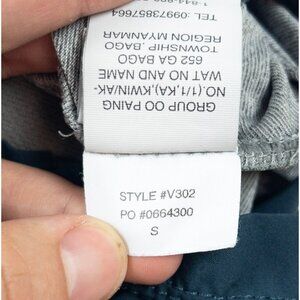 GROUP OO PAING
NO,(1/1,KA),KWIN/AK-
WAT NO AND NAME
652 GA BAGO
TOWNSHIP,BAGO
REGION MYANMAR
TEL: 09973857664
STYLE #V302
PO #0664300
S